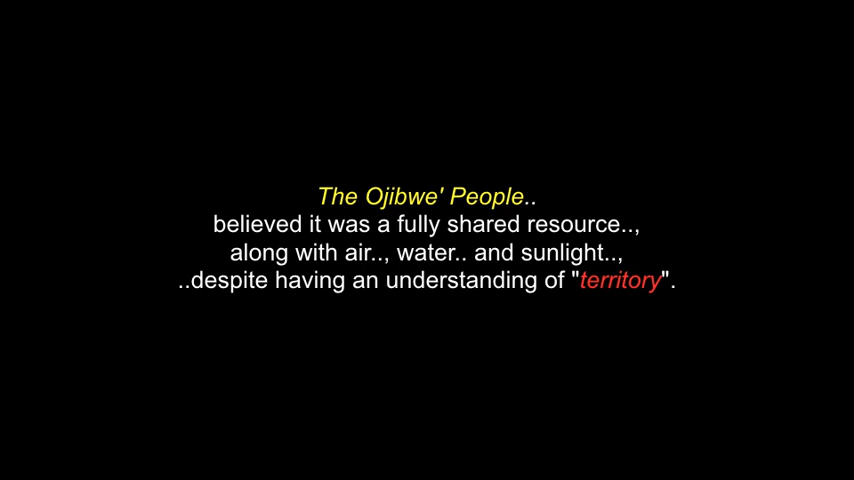 The Ojibwe' People..
believed it was a fully shared resource..,
along with air.., water.. and sunlight..,
..despite having an understanding of "territory".